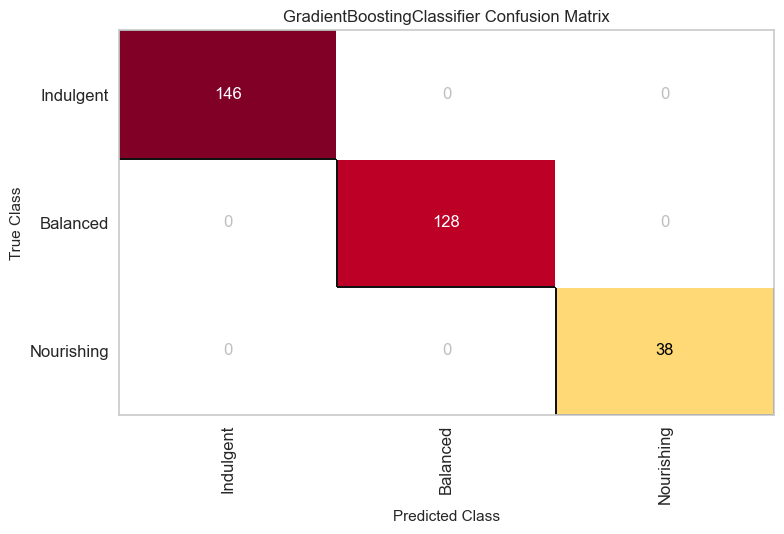 GradientBoostingClassifier Confusion Matrix
True Class
Indulgent 146 0 0
Balanced 0 128 0
Nourishing 0 0 38
Indulgent Balanced Nourishing
Predicted Class